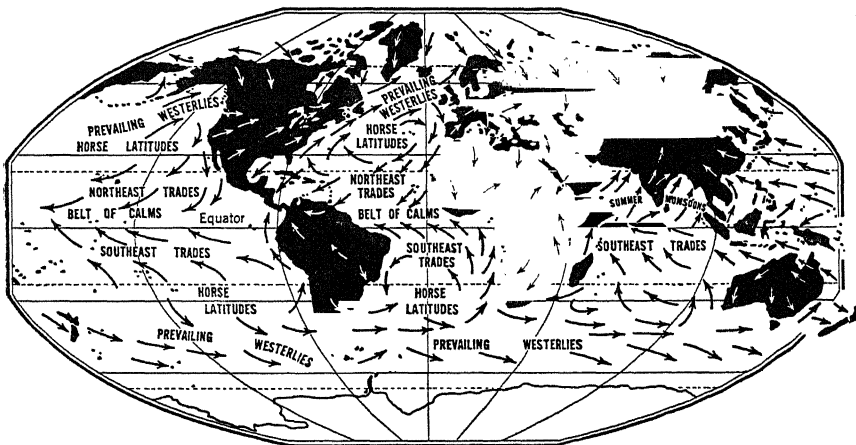 PREVAILING WESTERLIES
HORSE LATITUDES
NORTHEAST TRADES
BELT OF CALMS
Equator
SOUTHEAST TRADES
HORSE
LATITUDES
PREVAILING
WESTERLIES
PREVAILING
WESTERLIES
HORSE
LATITUDES
NORTHEAST
TRADES
BELT OF CALMS
SOUTHEAST
TRADES
HORSE
LATITUDES
PREVAILING WESTERLIES
SUMMER MONSOONS
SOUTHEAST TRADES